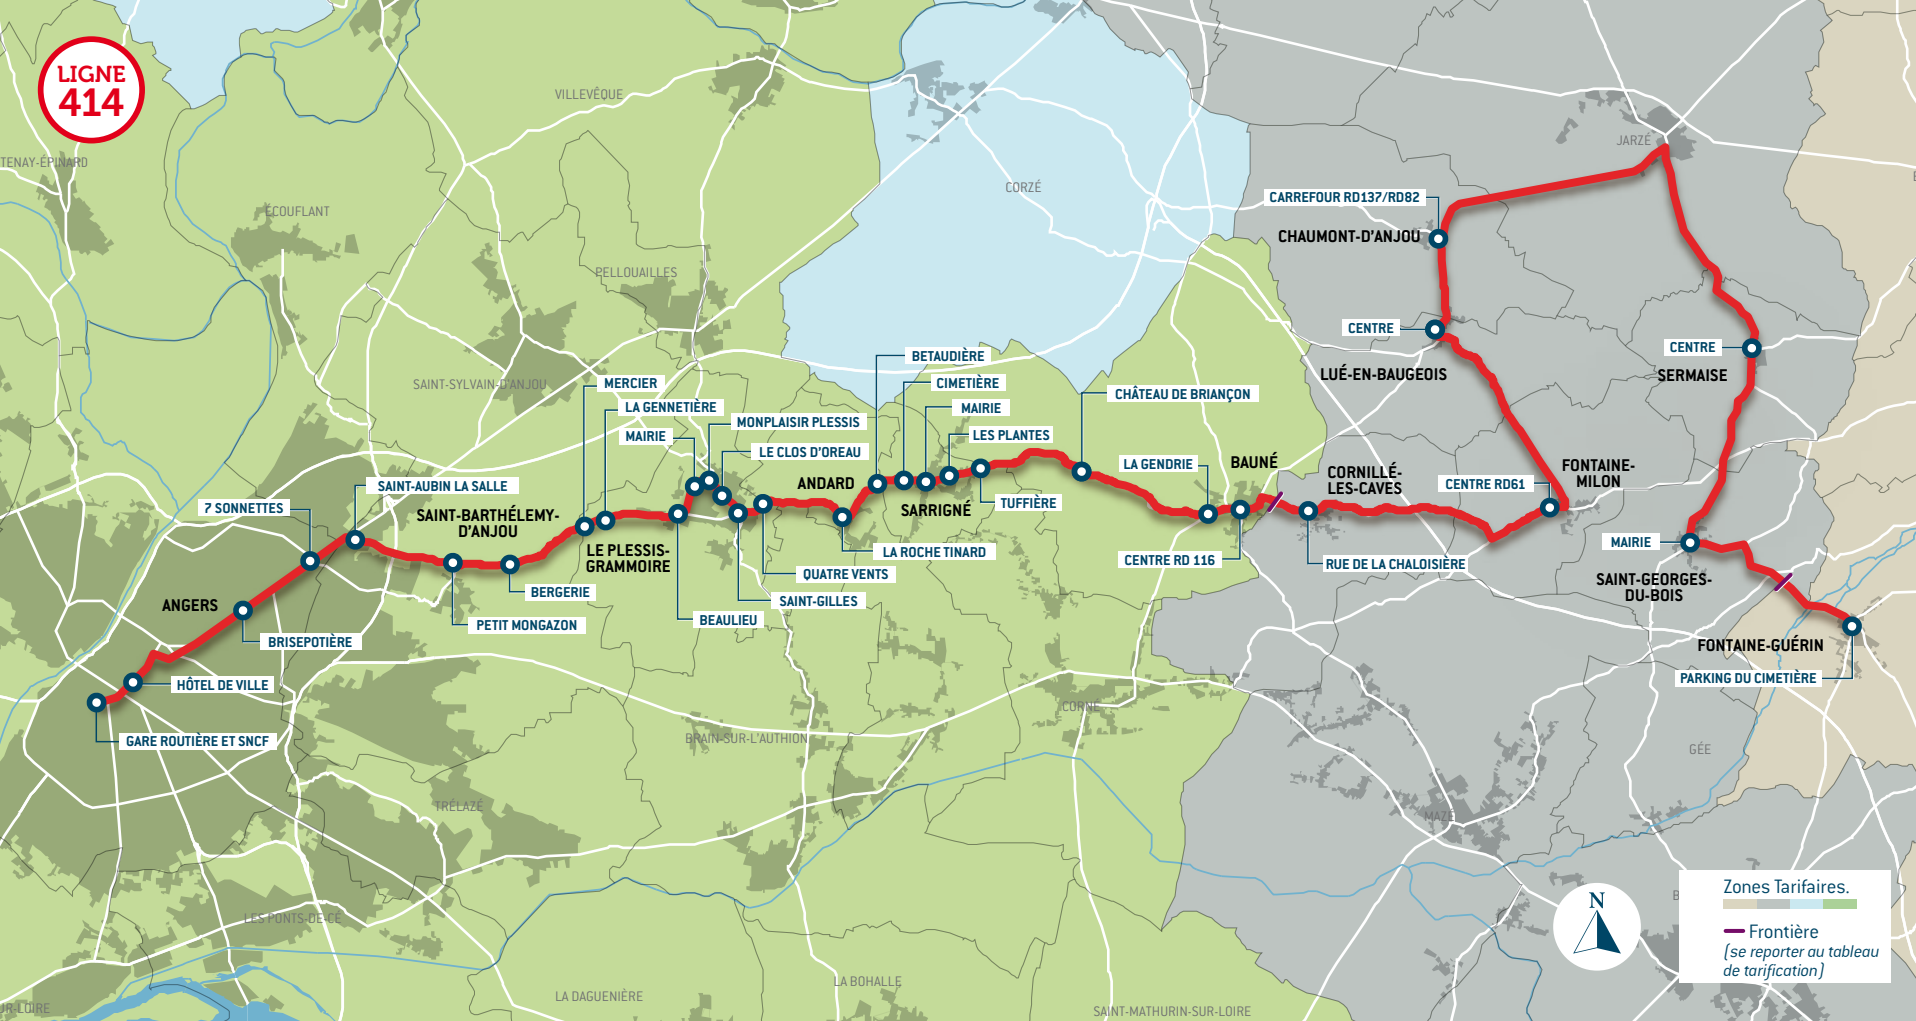 LIGNE
414
VILLEVÊQUE
TENAY-ÉPINARD
ÉCOUFLANT
PELLOUAILLES
CORZÉ
JARZÉ
SAINT-SYLVAIN-D'ANJOU
CARREFOUR RD137/RD82
CHAUMONT-D'ANJOU
CENTRE
LUÉ-EN-BAUGEOIS
CENTRE
SERMAISE
BETAUDIÈRE
MERCIER
CIMETIÈRE
LA GENNETIÈRE
MAIRIE
CHÂTEAU DE BRIANÇON
MONPLAISIR PLESSIS
MAIRIE
LES PLANTES
LE CLOS D'OREAU
LA GENDRIE
BAUNÉ
CORNILLÉ-
LES-CAVES
FONTAINE-
MILON
CENTRE RD61
ANDARD
SARRIGNÉ
TUFFIÈRE
SAINT-AUBIN LA SALLE
7 SONNETTES
SAINT-BARTHÉLEMY-
D'ANJOU
LE PLESSIS-
GRAMMOIRE
LA ROCHE TINARD
CENTRE RD 116
RUE DE LA CHALOISIÈRE
MAIRIE
SAINT-GEORGES-
DU-BOIS
QUATRE VENTS
BERGERIE
SAINT-GILLES
BEAULIEU
PETIT MONGAZON
ANGERS
BRISEPOTIÈRE
HÔTEL DE VILLE
GARE ROUTIÈRE ET SNCF
FONTAINE-GUÉRIN
PARKING DU CIMETIÈRE
CORNÉ
BRAIN-SUR-L'AUTHION
GÉE
TRÉLAZÉ
MAZÉ
LES PONTS-DE-CÉ
LA DAGUENIÈRE
LA BOHALLE
SAINT-MATHURIN-SUR-LOIRE
UR-LOIRE
N
B
Zones Tarifaires.
Frontière
(se reporter au tableau
de tarification)